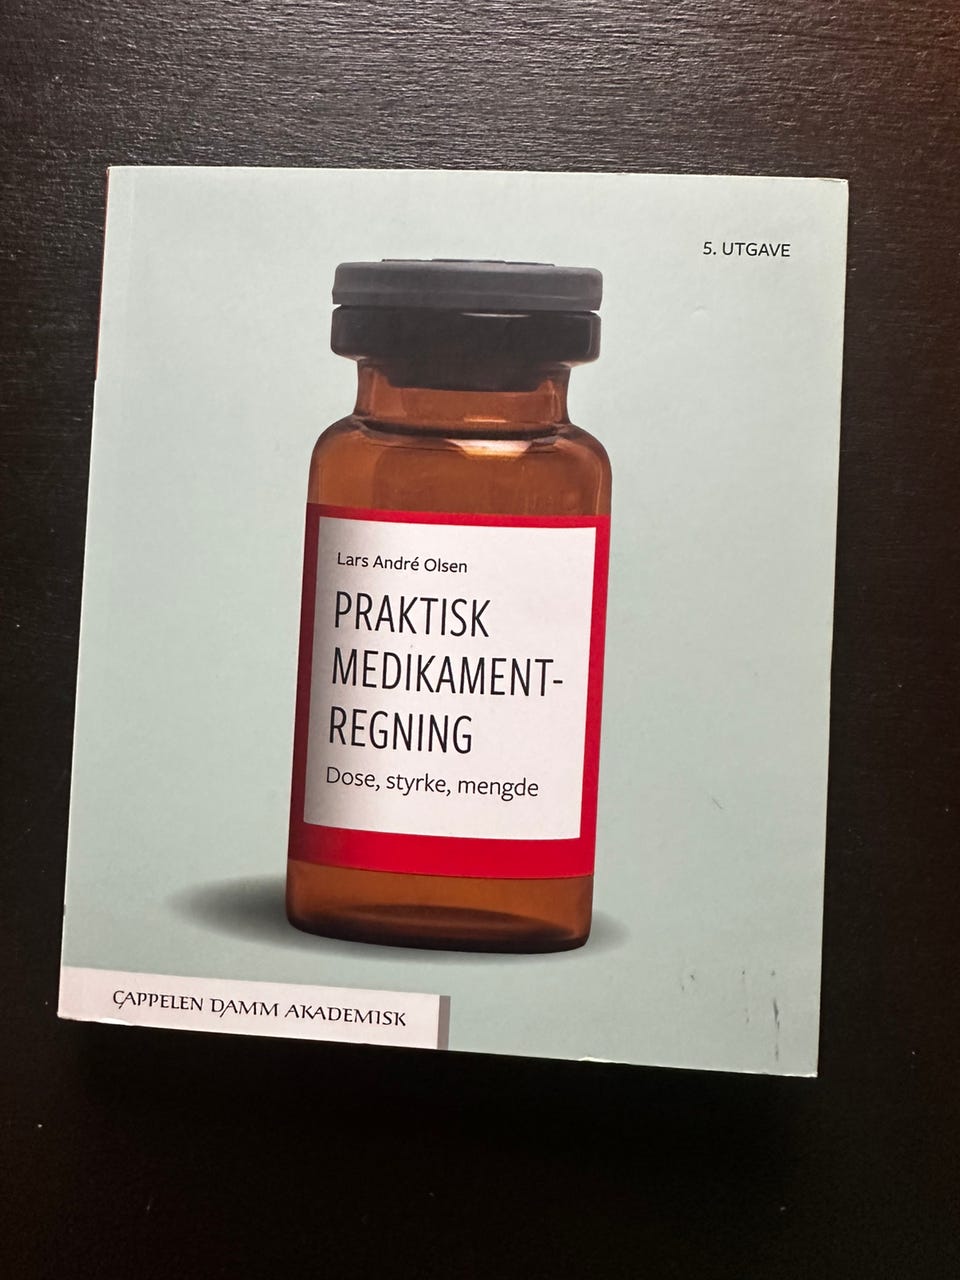 5. UTGAVE
Lars André Olsen
PRAKTISK
MEDIKAMENT-
REGNING
Dose, styrke, mengde
CAPPELEN DAMM AKADEMISK